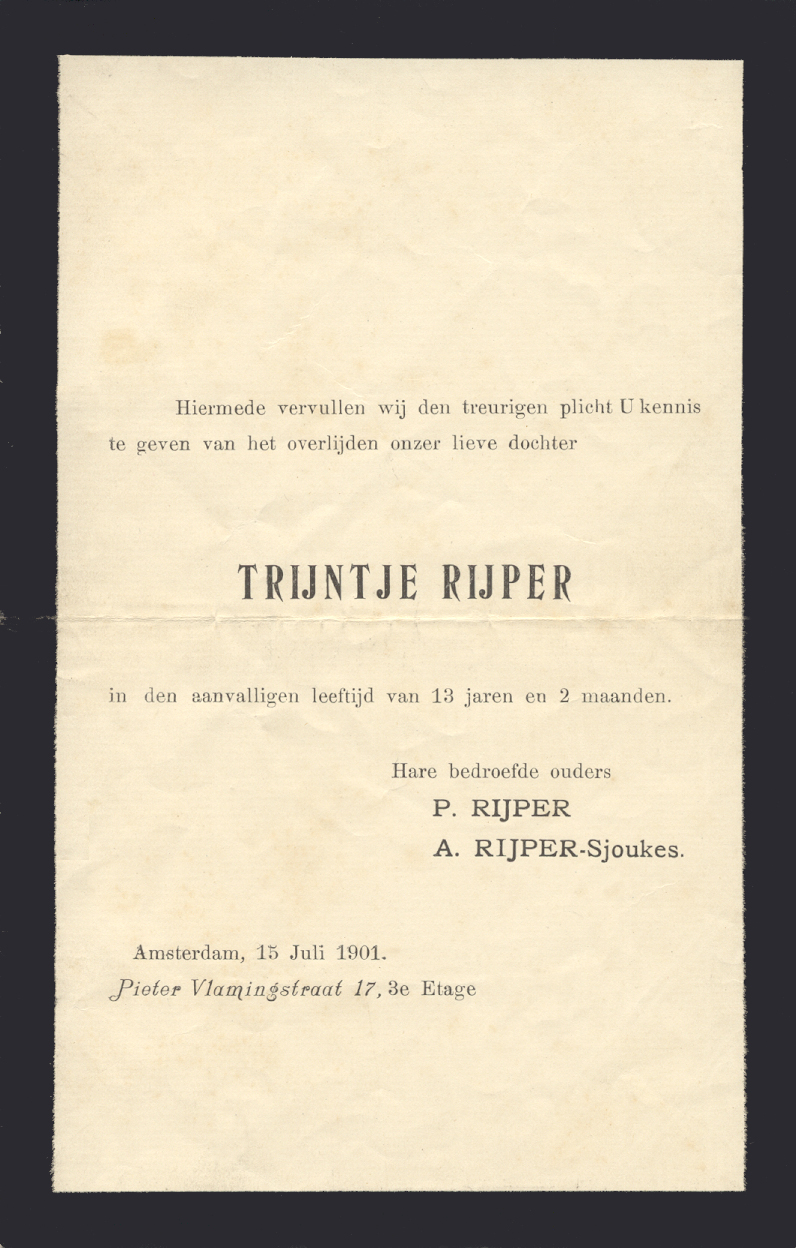 Hiermede vervullen wij den treurigen plicht U kennis
te geven van het overlijden onzer lieve dochter
TRIJNTJE RIJPER
in den aanvalligen leeftijd van 13 jaren en 2 maanden.
Hare bedroefde ouders
P. RIJPER
A. RIJPER-Sjoukes.
Amsterdam, 15 Juli 1901.
Pieter Vlamingstraat 17, 3e Etage